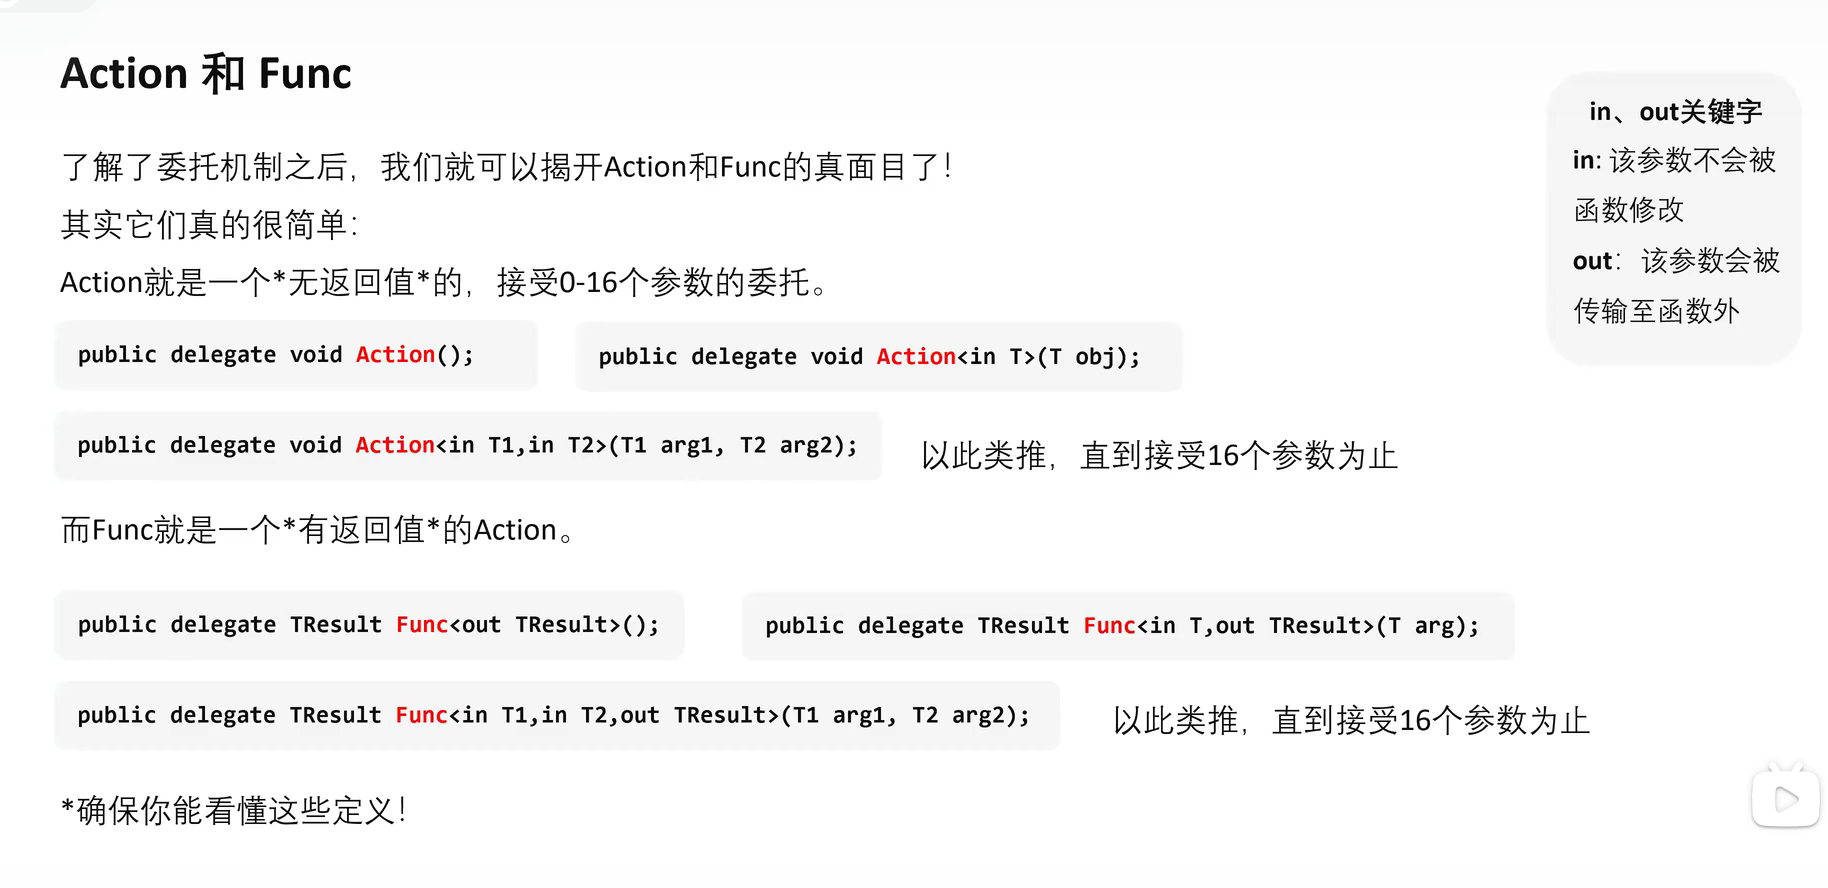 Action 和 Func
了解了委托机制之后，我们就可以揭开Action和Func的真面目了！
其实它们真的很简单：
Action就是一个*无返回值*的，接受0-16个参数的委托。
public delegate void Action();
public delegate void Action<in T>(T obj);
public delegate void Action<in T1,in T2>(T1 arg1, T2 arg2);
以此类推，直到接受16个参数为止
而Func就是一个*有返回值*的Action。
public delegate TResult Func<out TResult>();
public delegate TResult Func<in T,out TResult>(T arg);
public delegate TResult Func<in T1,in T2,out TResult>(T1 arg1, T2 arg2);
以此类推，直到接受16个参数为止
*确保你能看懂这些定义！
in、out关键字
in: 该参数不会被
函数修改
out： 该参数会被
传输至函数外